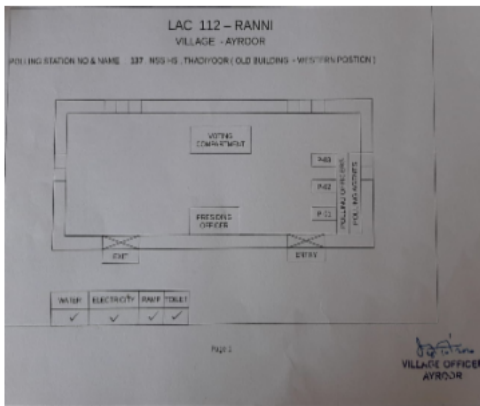 LAC 112 – RANNI
VILLAGE - AYROOR
POLLING STATION NO & NAME 137 NSS HS , THADIYOOR ( OLD BUILDING - WESTERN POSTION )
VOTING
COMPARTMENT
P-03
P-02
P-01
POLLING OFFICERS
POLLING AGENTS
PRESIDING
OFFICER
EXIT
ENTRY
WATER ELECTRICITY RAMP TOILET
✓ ✓ ✓ ✓
Page 1
VILLAGE OFFICER
AYROOR